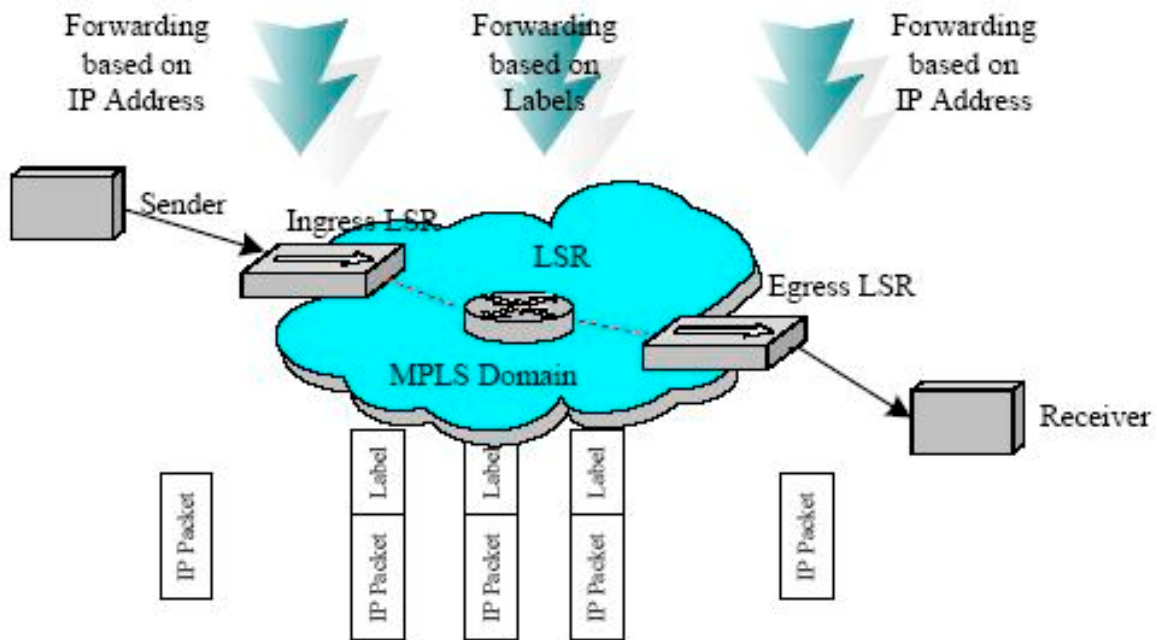 Forwarding
based on
IP Address
Forwarding
based on
Labels
Forwarding
based on
IP Address
Sender
Ingress LSR
LSR
Egress LSR
MPLS Domain
Receiver
IP Packet
Label
IP Packet
Label
IP Packet
Label
IP Packet
IP Packet